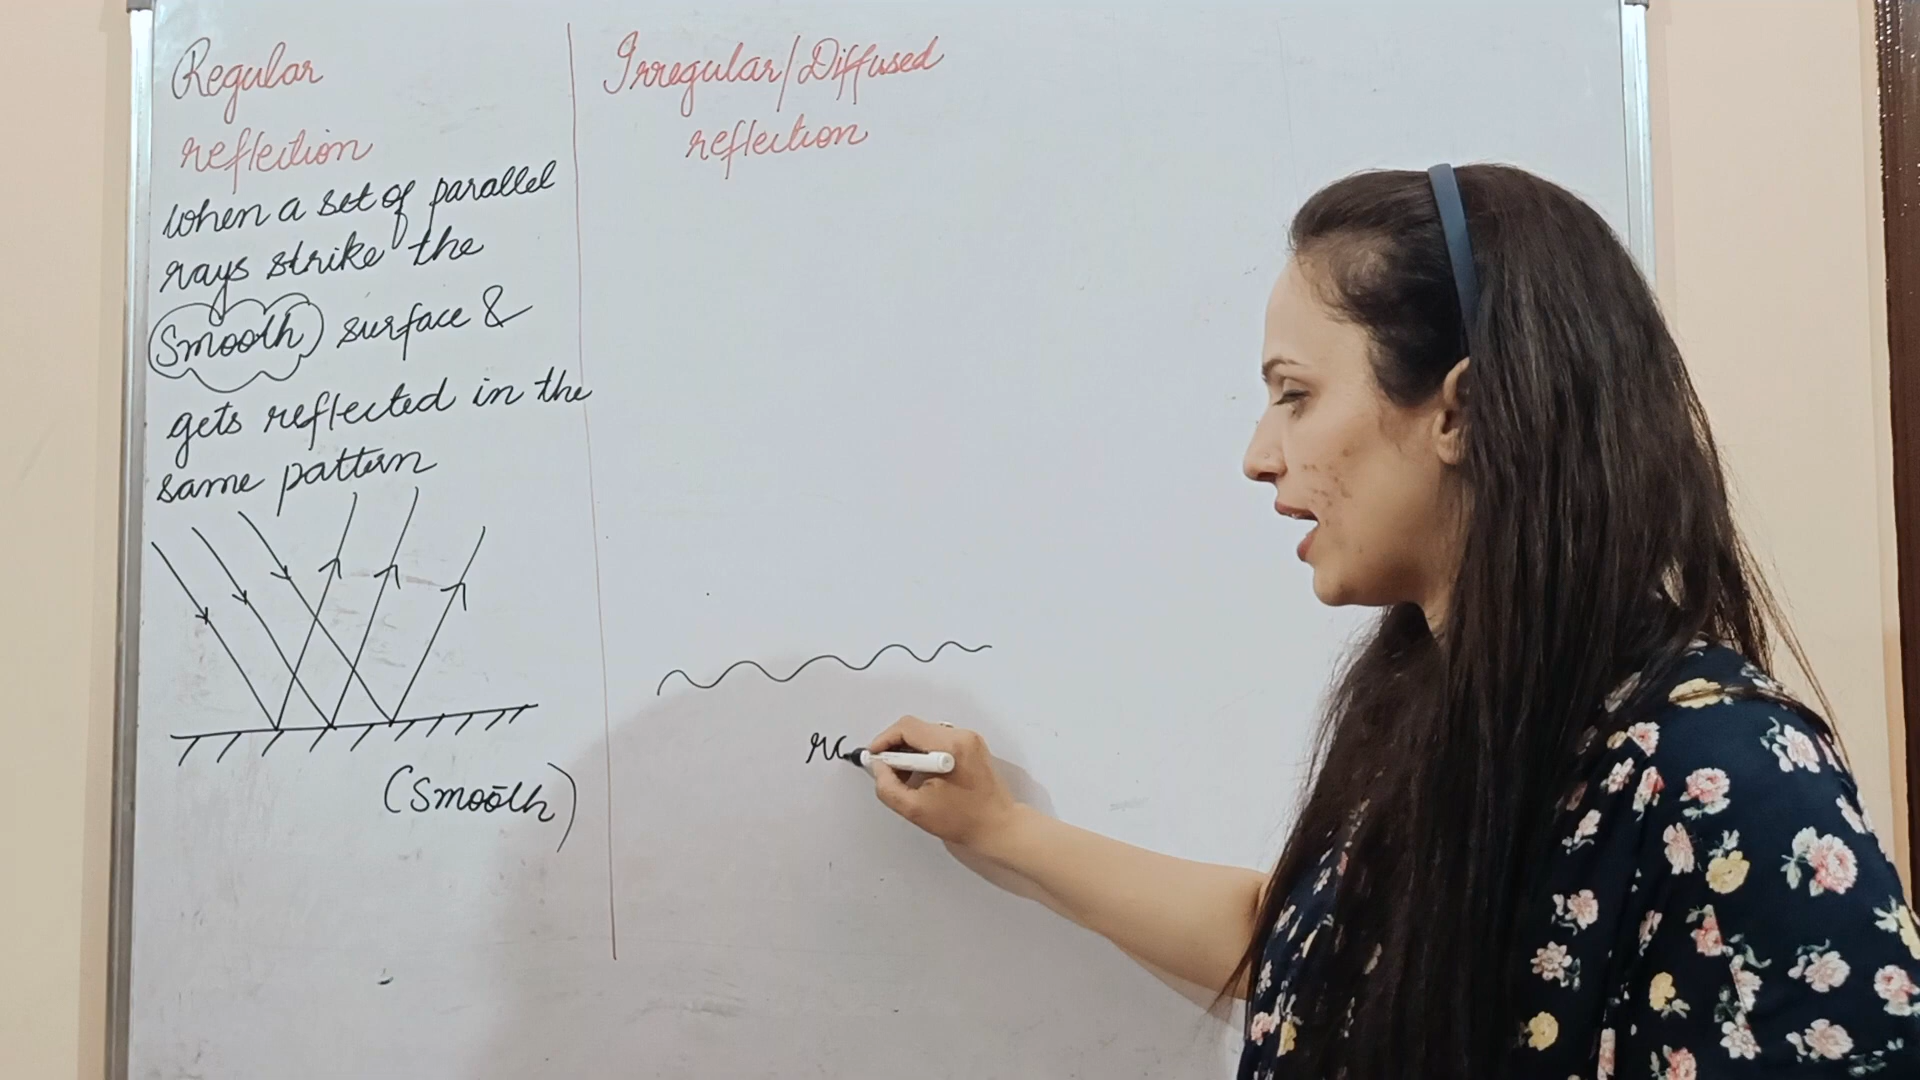 Regular
reflection
when a set of parallel
rays strike the
Smooth surface &
gets reflected in the
same pattern
(Smooth)
Irregular/Diffused
reflection
ro